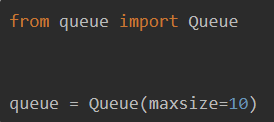 from queue import Queue
queue = Queue(maxsize=10)